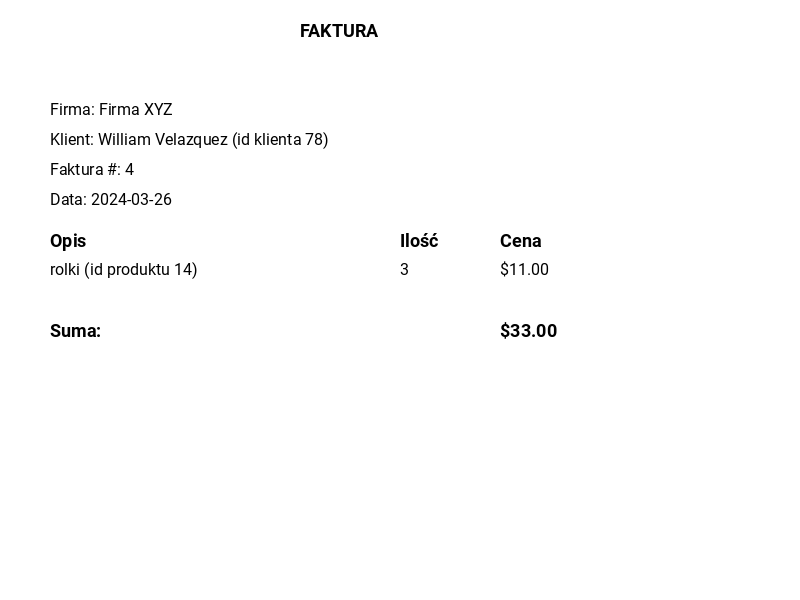 FAKTURA
Firma: Firma XYZ
Klient: William Velazquez (id klienta 78)
Faktura #: 4
Data: 2024-03-26
Opis Ilość Cena
rolki (id produktu 14) 3 $11.00
Suma: $33.00